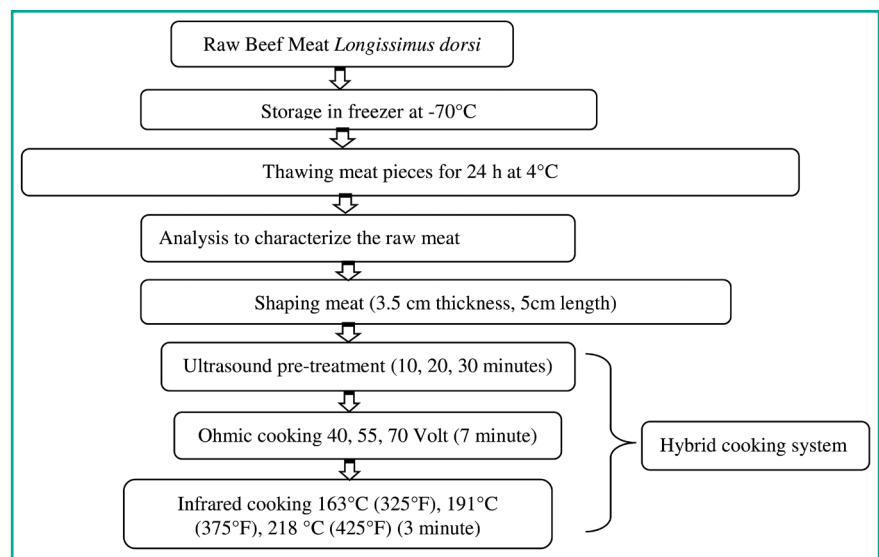 Raw Beef Meat Longissimus dorsi
Storage in freezer at -70°C
Thawing meat pieces for 24 h at 4°C
Analysis to characterize the raw meat
Shaping meat (3.5 cm thickness, 5cm length)
Ultrasound pre-treatment (10, 20, 30 minutes)
Ohmic cooking 40, 55, 70 Volt (7 minute)
Hybrid cooking system
Infrared cooking 163°C (325°F), 191°C
(375°F), 218 °C (425°F) (3 minute)